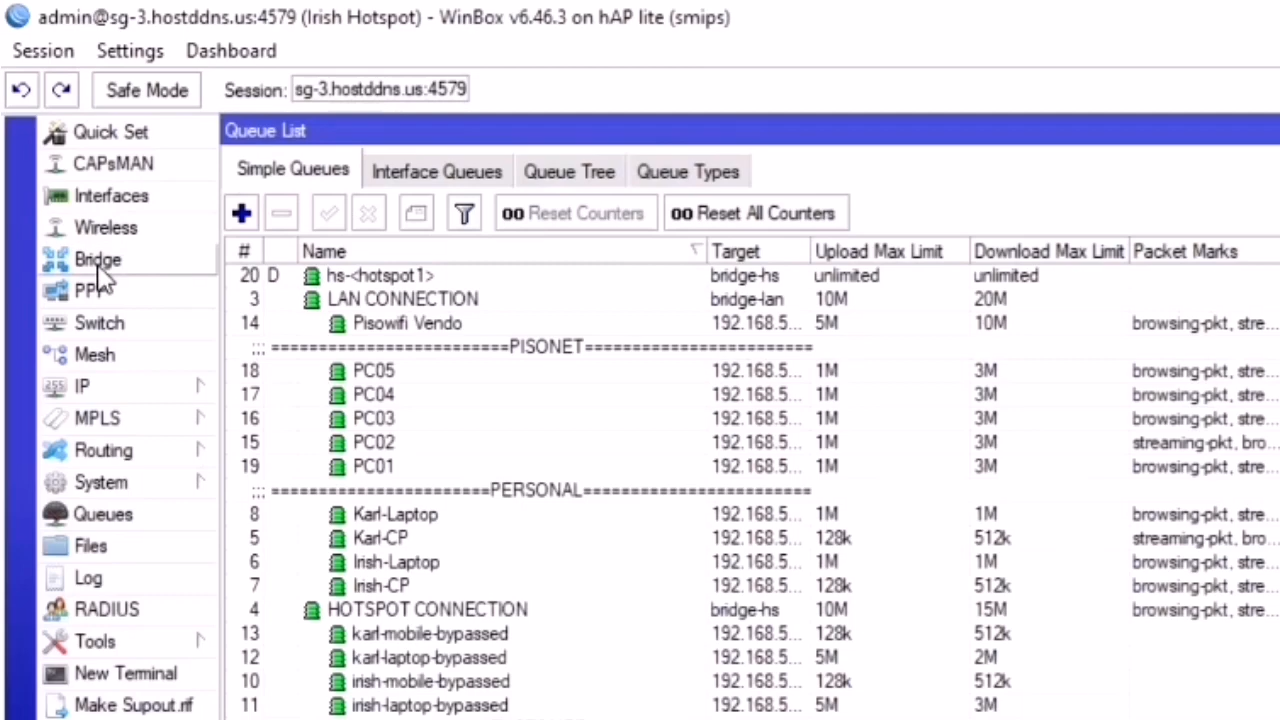 admin@sg-3.hostddns.us:4579 (Irish Hotspot) - WinBox v6.46.3 on hAP lite (smips)
Session Settings Dashboard
Safe Mode Session: sg-3.hostddns.us:4579
Quick Set
CAPsMAN
Interfaces
Wireless
Bridge
PPP
Switch
Mesh
IP
MPLS
Routing
System
Queues
Files
Log
RADIUS
Tools
New Terminal
Make Supout.rif
Queue List
Simple Queues Interface Queues Queue Tree Queue Types
Reset Counters Reset All Counters
# Name Target Upload Max Limit Download Max Limit Packet Marks
20 D hs-<hotspot1> bridge-hs unlimited unlimited
3 LAN CONNECTION bridge-lan 10M 20M
14 Pisowifi Vendo 192.168.5... 5M 10M browsing-pkt, stre...
;;; =========================PISONET========================
18 PC05 192.168.5... 1M 3M browsing-pkt, stre...
17 PC04 192.168.5... 1M 3M browsing-pkt, stre...
16 PC03 192.168.5... 1M 3M browsing-pkt, stre...
15 PC02 192.168.5... 1M 3M streaming-pkt, bro...
19 PC01 192.168.5... 1M 3M browsing-pkt, stre...
;;; =======================PERSONAL========================
8 Karl-Laptop 192.168.5... 1M 1M browsing-pkt, stre...
5 Karl-CP 192.168.5... 128k 512k streaming-pkt, bro...
6 Irish-Laptop 192.168.5... 1M 1M browsing-pkt, stre...
7 Irish-CP 192.168.5... 128k 512k browsing-pkt, stre...
4 HOTSPOT CONNECTION bridge-hs 10M 15M browsing-pkt, stre...
13 karl-mobile-bypassed 192.168.5... 128k 512k
12 karl-laptop-bypassed 192.168.5... 5M 2M
10 irish-mobile-bypassed 192.168.5... 128k 512k
11 irish-laptop-bypassed 192.168.5... 5M 3M